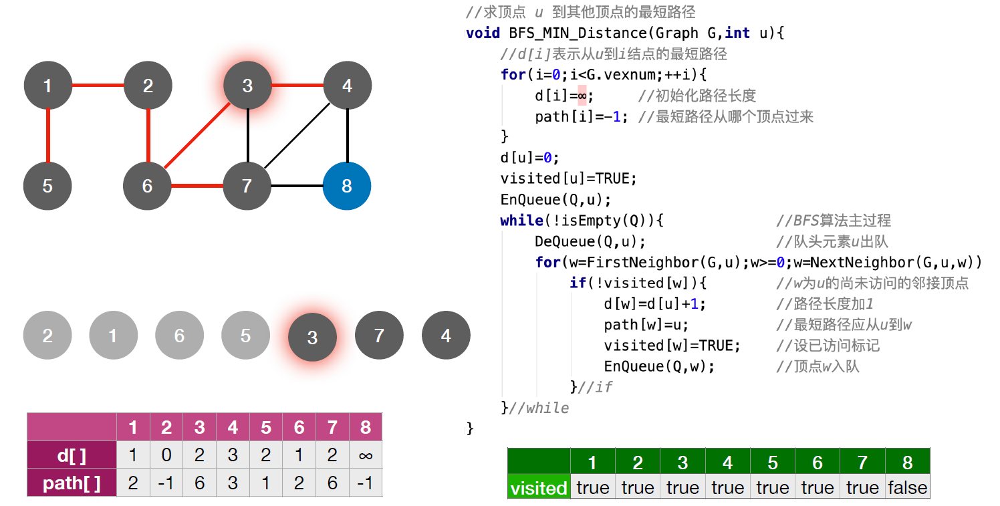 1 2 3 4
5 6 7 8
2 1 6 5 3 7 4
1 2 3 4 5 6 7 8
d[ ] 1 0 2 3 2 1 2 ∞
path[ ] 2 -1 6 3 1 2 6 -1
//求顶点 u 到其他顶点的最短路径
void BFS_MIN_Distance(Graph G,int u){
//d[i]表示从u到i结点的最短路径
for(i=0;i<G.vexnum;++i){
d[i]=∞; //初始化路径长度
path[i]=-1; //最短路径从哪个顶点过来
}
d[u]=0;
visited[u]=TRUE;
EnQueue(Q,u);
while(!isEmpty(Q)){ //BFS算法主过程
DeQueue(Q,u); //队头元素u出队
for(w=FirstNeighbor(G,u);w>=0;w=NextNeighbor(G,u,w))
if(!visited[w]){ //w为u的尚未访问的邻接顶点
d[w]=d[u]+1; //路径长度加1
path[w]=u; //最短路径应从u到w
visited[w]=TRUE; //设已访问标记
EnQueue(Q,w); //顶点w入队
}//if
}//while
}
1 2 3 4 5 6 7 8
visited true true true true true true true false